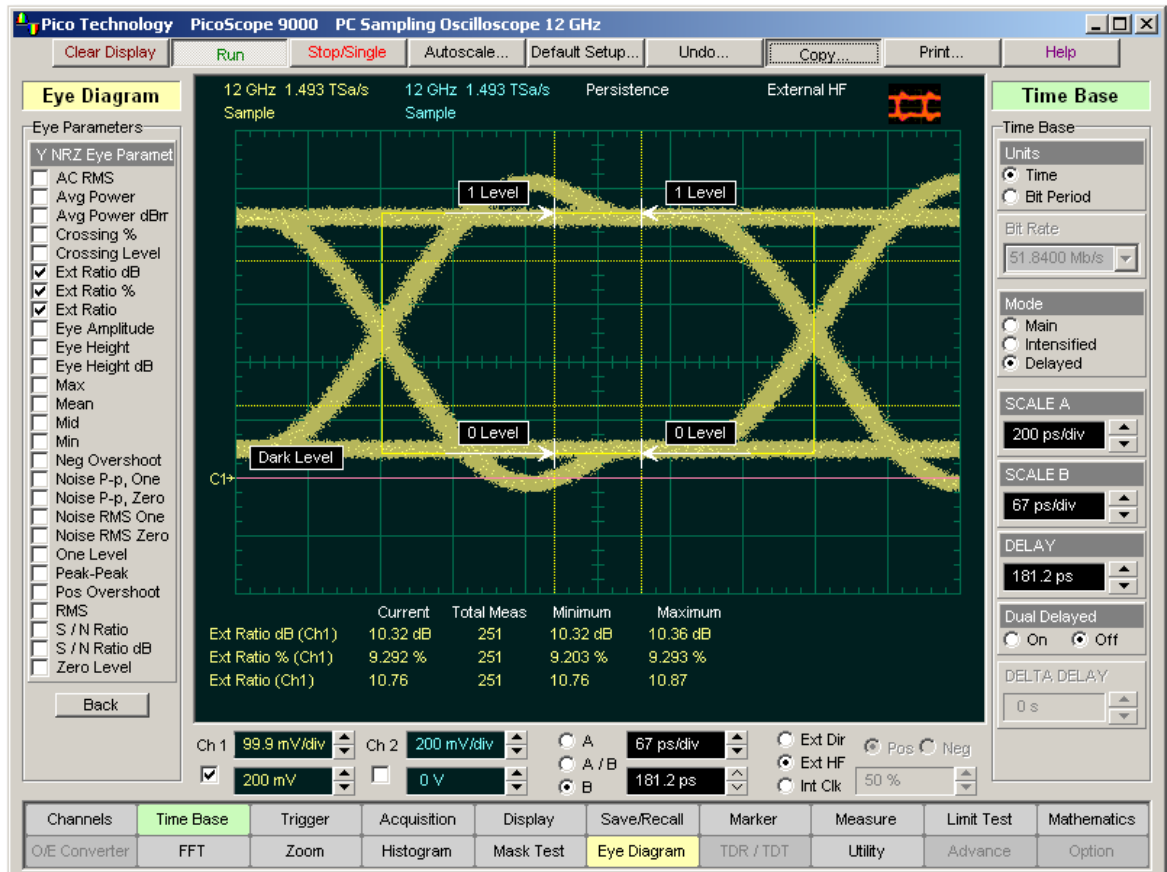 Pico Technology PicoScope 9000 PC Sampling Oscilloscope 12 GHz
Clear Display Run Stop/Single Autoscale... Default Setup... Undo... Copy... Print... Help
Eye Diagram
Eye Parameters
Y NRZ Eye Paramet
AC RMS
Avg Power
Avg Power dBm
Crossing %
Crossing Level
Ext Ratio dB
Ext Ratio %
Ext Ratio
Eye Amplitude
Eye Height
Eye Height dB
Max
Mean
Mid
Min
Neg Overshoot
Noise P-p, One
Noise P-p, Zero
Noise RMS One
Noise RMS Zero
One Level
Peak-Peak
Pos Overshoot
RMS
S / N Ratio
S / N Ratio dB
Zero Level
Back
12 GHz 1.493 TSa/s 12 GHz 1.493 TSa/s Persistence External HF
Sample Sample
1 Level 1 Level
0 Level 0 Level
Dark Level
C1
Current Total Meas Minimum Maximum
Ext Ratio dB (Ch1) 10.32 dB 251 10.32 dB 10.36 dB
Ext Ratio % (Ch1) 9.292 % 251 9.203 % 9.293 %
Ext Ratio (Ch1) 10.76 251 10.76 10.87
Time Base
Time Base
Units
Time
Bit Period
Bit Rate
51.8400 Mb/s
Mode
Main
Intensified
Delayed
SCALE A
200 ps/div
SCALE B
67 ps/div
DELAY
181.2 ps
Dual Delayed
On Off
DELTA DELAY
0 s
Ch 1 99.9 mV/div Ch 2 200 mV/div A 67 ps/div Ext Dir Pos Neg
A / B Ext HF
200 mV 0 V B 181.2 ps Int Clk 50 %
Channels Time Base Trigger Acquisition Display Save/Recall Marker Measure Limit Test Mathematics
O/E Converter FFT Zoom Histogram Mask Test Eye Diagram TDR / TDT Utility Advance Option